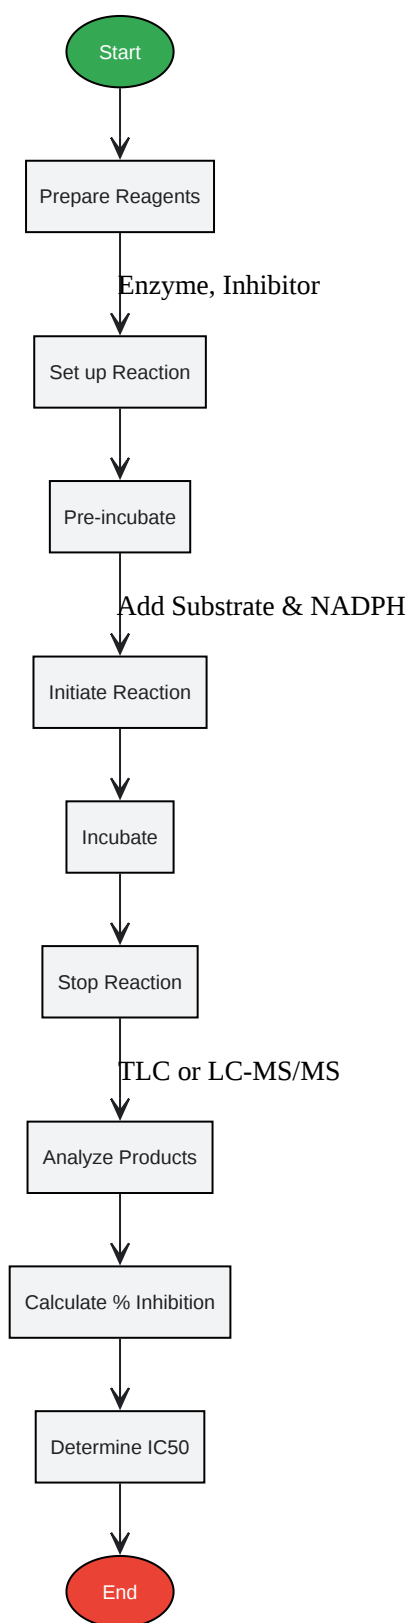 Start
Prepare Reagents
Enzyme, Inhibitor
Set up Reaction
Pre-incubate
Add Substrate & NADPH
Initiate Reaction
Incubate
Stop Reaction
TLC or LC-MS/MS
Analyze Products
Calculate % Inhibition
Determine IC50
End